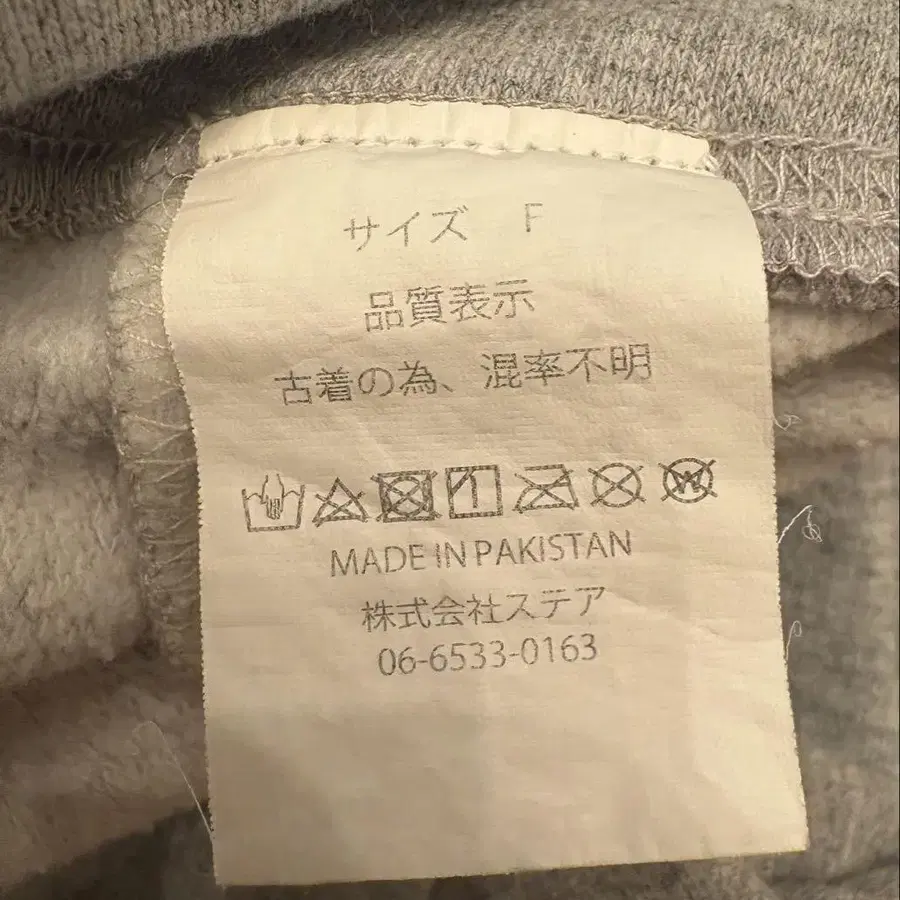 サイズ F
品質表示
古着の為、混率不明
W
MADE IN PAKISTAN
株式会社ステア
06-6533-0163